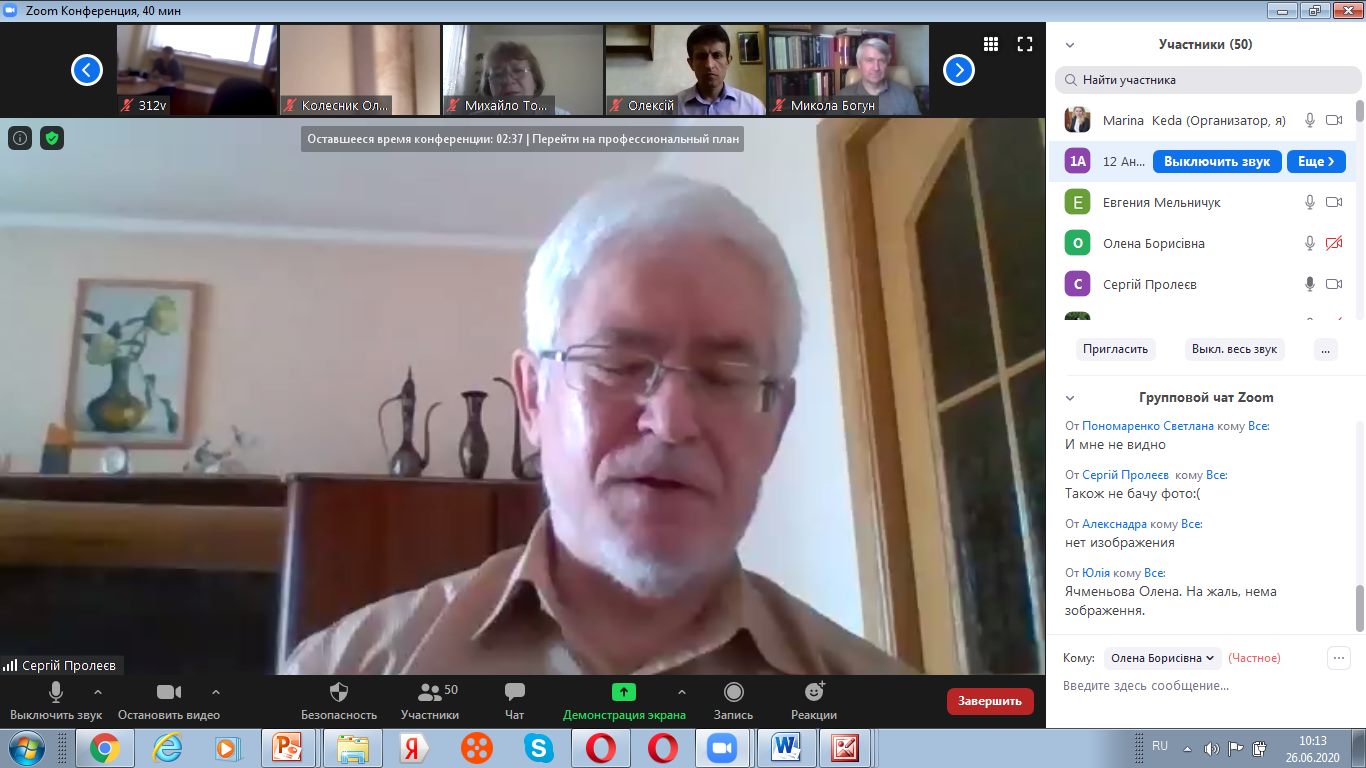 Zoom Конференция, 40 мин
312v
Колесник Ол...
Михайло То...
Олексій
Микола Богун
Оставшееся время конференции: 02:37 | Перейти на профессиональный план
Сергій Пролеєв
Выключить звук
Остановить видео
Безопасность
Участники
50
Чат
Демонстрация экрана
Запись
Реакции
Завершить
Участники (50)
Найти участника
Marina Keda (Организатор, я)
1А 12 Ан... Выключить звук Еще
Е Евгения Мельничук
О Олена Борисівна
С Сергій Пролеєв
Пригласить Выкл. весь звук ...
Групповой чат Zoom
От Пономаренко Светлана кому Все:
И мне не видно
От Сергій Пролеєв кому Все:
Також не бачу фото:(
От Алекснадра кому Все:
нет изображения
От Юлія кому Все:
Ячменьова Олена. На жаль, нема
зображення.
Кому: Олена Борисівна (Частное)
Введите здесь сообщение...
RU
10:13
26.06.2020